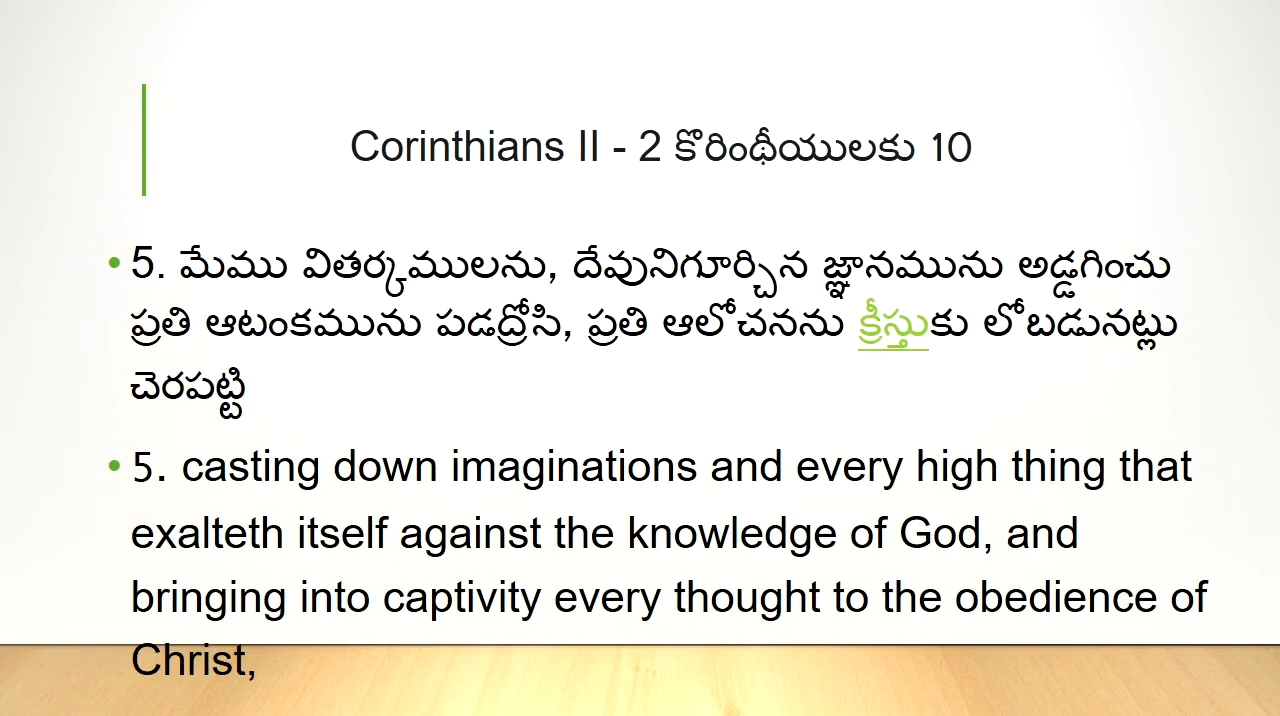 Corinthians II - 2 కొరింథీయులకు 10
• 5. మేము వితర్కములను, దేవునిగూర్చిన జ్ఞానమును అడ్డగించు
ప్రతి ఆటంకమును పడద్రోసి, ప్రతి ఆలోచనను క్రీస్తుకు లోబడునట్లు
చెరపట్టి
• 5. casting down imaginations and every high thing that
exalteth itself against the knowledge of God, and
bringing into captivity every thought to the obedience of
Christ,